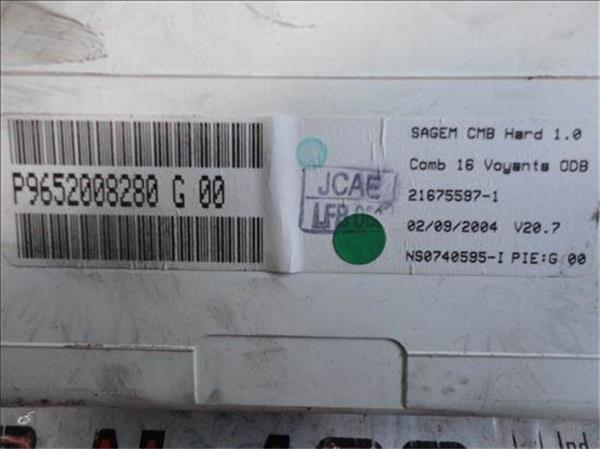 P9652008280 G 00
SAGEM CMB Hard 1.0
Comb 16 Voyants ODB
21675597-1
02/09/2004 V20.7
NS0740595-I PIE:G 00
JCAE
LFB